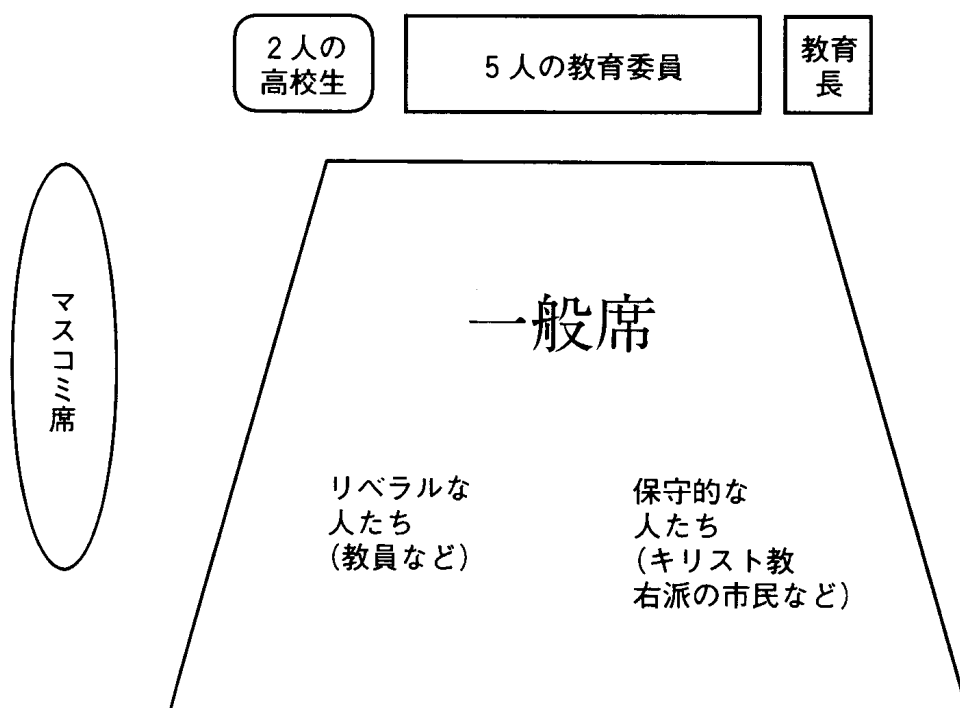 2人の
高校生
5人の教育委員
教育
長
マスコミ席
一般席
リベラルな
人たち
(教員など)
保守的な
人たち
(キリスト教
右派の市民など)